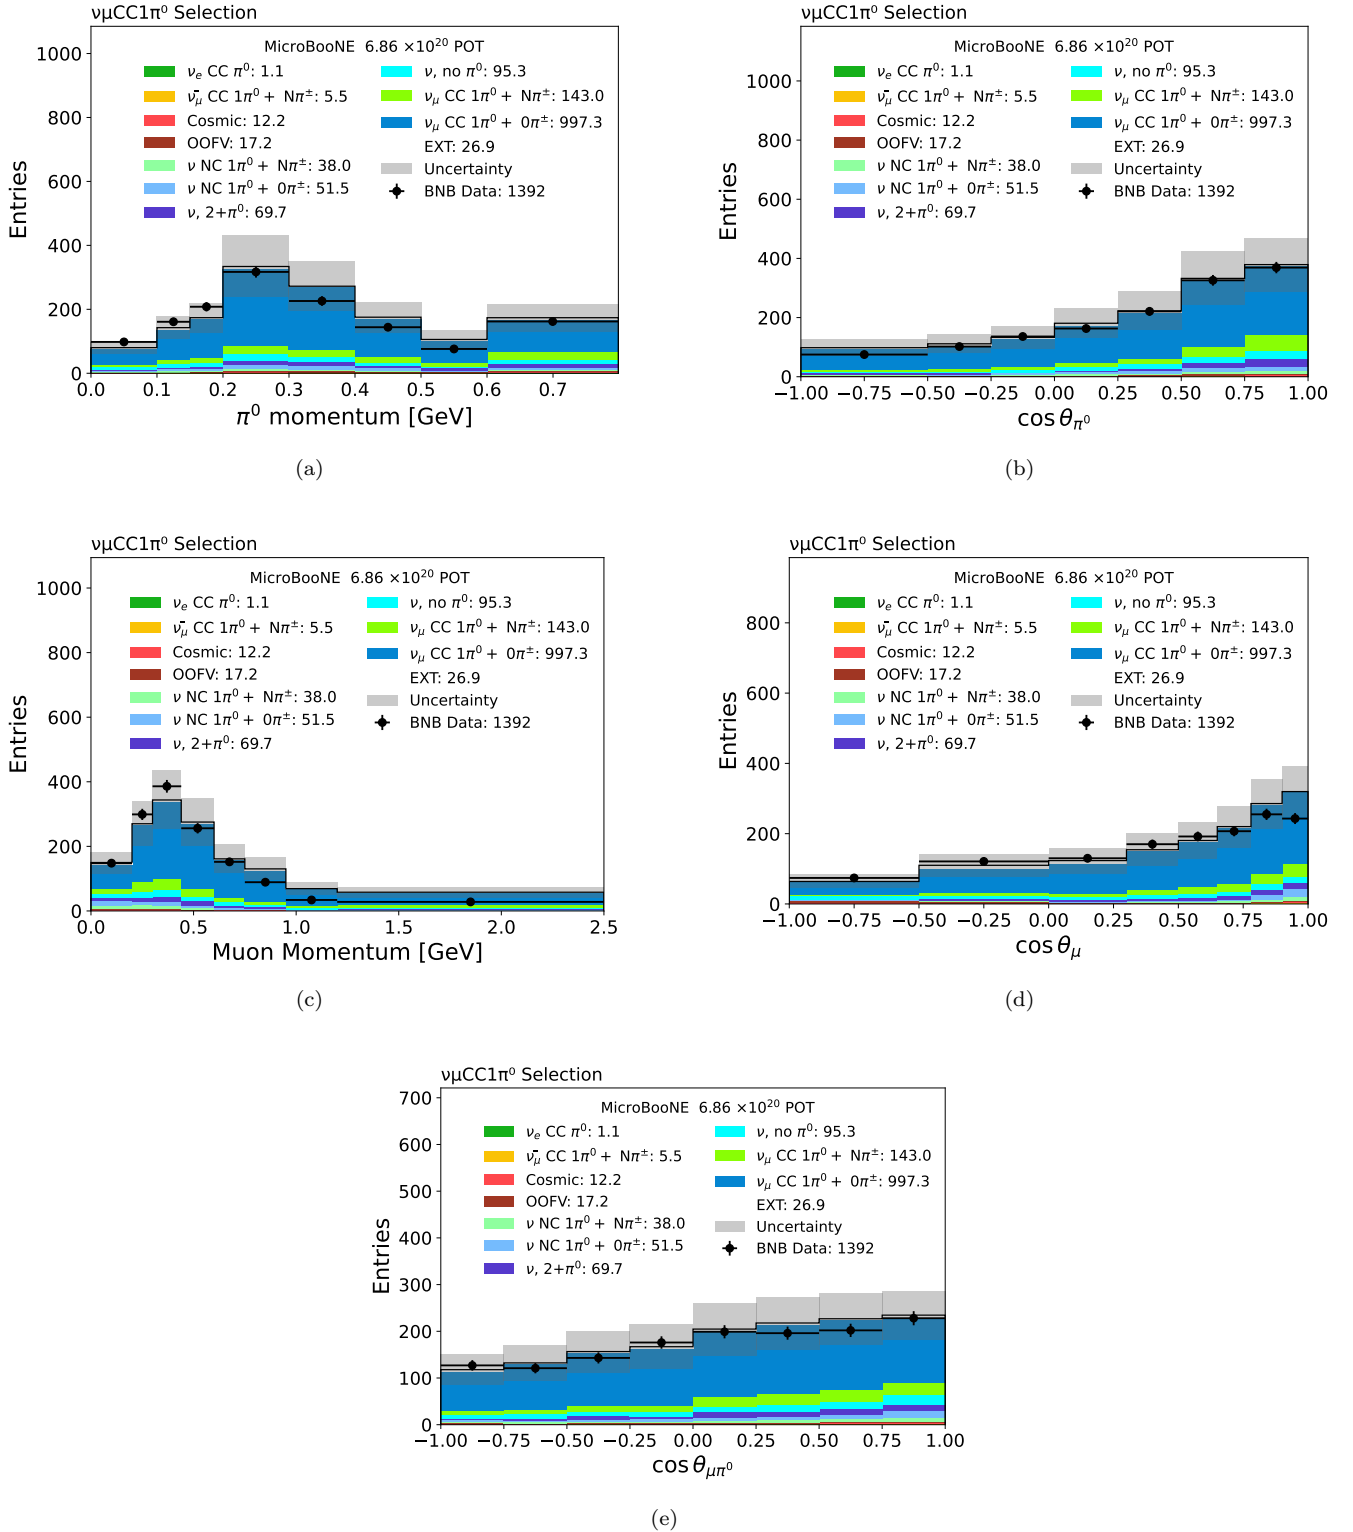 νμCC1π⁰ Selection
MicroBooNE 6.86 ×10²⁰ POT
νₑ CC π⁰: 1.1
ν̄_μ CC 1π⁰ + Nπ±: 5.5
Cosmic: 12.2
OOFV: 17.2
ν NC 1π⁰ + Nπ±: 38.0
ν NC 1π⁰ + 0π±: 51.5
ν, 2+π⁰: 69.7
ν, no π⁰: 95.3
ν_μ CC 1π⁰ + Nπ±: 143.0
ν_μ CC 1π⁰ + 0π±: 997.3
EXT: 26.9
Uncertainty
BNB Data: 1392
Entries
1000
800
600
400
200
0
0.0 0.1 0.2 0.3 0.4 0.5 0.6 0.7
π⁰ momentum [GeV]
(a)
νμCC1π⁰ Selection
MicroBooNE 6.86 ×10²⁰ POT
νₑ CC π⁰: 1.1
ν̄_μ CC 1π⁰ + Nπ±: 5.5
Cosmic: 12.2
OOFV: 17.2
ν NC 1π⁰ + Nπ±: 38.0
ν NC 1π⁰ + 0π±: 51.5
ν, 2+π⁰: 69.7
ν, no π⁰: 95.3
ν_μ CC 1π⁰ + Nπ±: 143.0
ν_μ CC 1π⁰ + 0π±: 997.3
EXT: 26.9
Uncertainty
BNB Data: 1392
Entries
1000
800
600
400
200
0
−1.00 −0.75 −0.50 −0.25 0.00 0.25 0.50 0.75 1.00
cos θ_π⁰
(b)
νμCC1π⁰ Selection
MicroBooNE 6.86 ×10²⁰ POT
νₑ CC π⁰: 1.1
ν̄_μ CC 1π⁰ + Nπ±: 5.5
Cosmic: 12.2
OOFV: 17.2
ν NC 1π⁰ + Nπ±: 38.0
ν NC 1π⁰ + 0π±: 51.5
ν, 2+π⁰: 69.7
ν, no π⁰: 95.3
ν_μ CC 1π⁰ + Nπ±: 143.0
ν_μ CC 1π⁰ + 0π±: 997.3
EXT: 26.9
Uncertainty
BNB Data: 1392
Entries
1000
800
600
400
200
0
0.0 0.5 1.0 1.5 2.0 2.5
Muon Momentum [GeV]
(c)
νμCC1π⁰ Selection
MicroBooNE 6.86 ×10²⁰ POT
νₑ CC π⁰: 1.1
ν̄_μ CC 1π⁰ + Nπ±: 5.5
Cosmic: 12.2
OOFV: 17.2
ν NC 1π⁰ + Nπ±: 38.0
ν NC 1π⁰ + 0π±: 51.5
ν, 2+π⁰: 69.7
ν, no π⁰: 95.3
ν_μ CC 1π⁰ + Nπ±: 143.0
ν_μ CC 1π⁰ + 0π±: 997.3
EXT: 26.9
Uncertainty
BNB Data: 1392
Entries
800
600
400
200
0
−1.00 −0.75 −0.50 −0.25 0.00 0.25 0.50 0.75 1.00
cos θ_μ
(d)
νμCC1π⁰ Selection
MicroBooNE 6.86 ×10²⁰ POT
νₑ CC π⁰: 1.1
ν̄_μ CC 1π⁰ + Nπ±: 5.5
Cosmic: 12.2
OOFV: 17.2
ν NC 1π⁰ + Nπ±: 38.0
ν NC 1π⁰ + 0π±: 51.5
ν, 2+π⁰: 69.7
ν, no π⁰: 95.3
ν_μ CC 1π⁰ + Nπ±: 143.0
ν_μ CC 1π⁰ + 0π±: 997.3
EXT: 26.9
Uncertainty
BNB Data: 1392
Entries
700
600
500
400
300
200
100
0
−1.00 −0.75 −0.50 −0.25 0.00 0.25 0.50 0.75 1.00
cos θ_μπ⁰
(e)